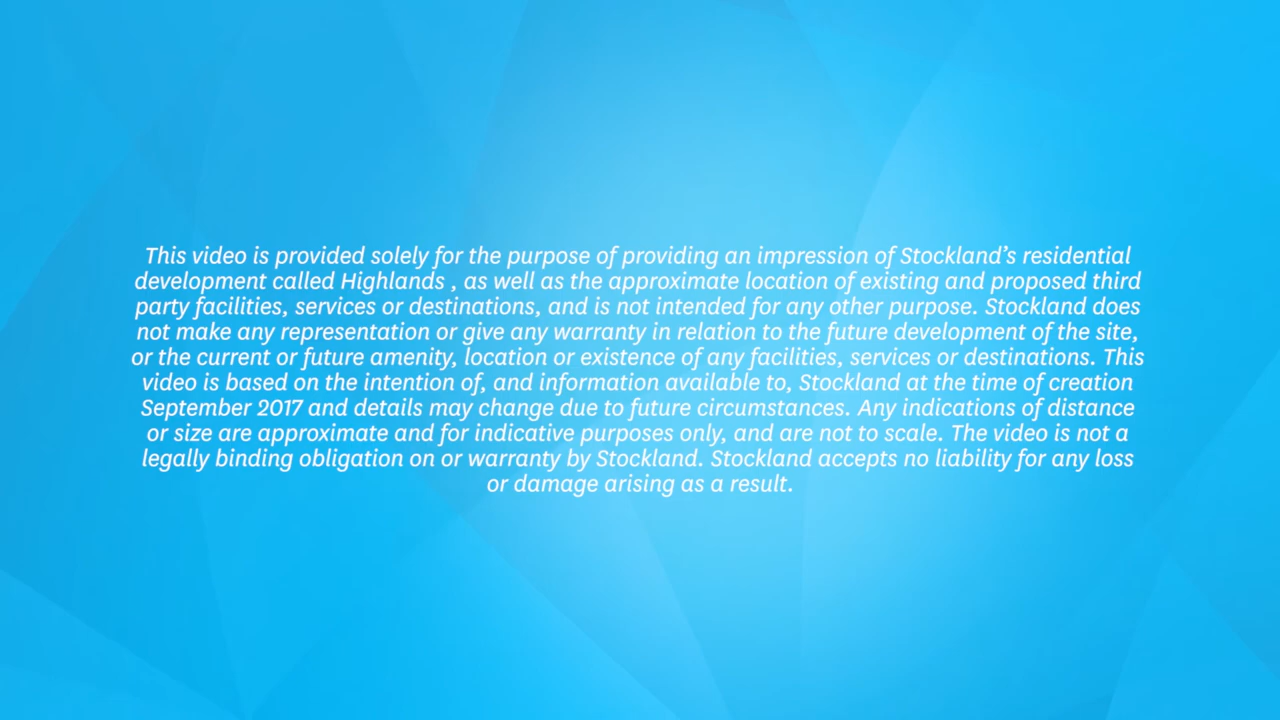 This video is provided solely for the purpose of providing an impression of Stockland’s residential
development called Highlands , as well as the approximate location of existing and proposed third
party facilities, services or destinations, and is not intended for any other purpose. Stockland does
not make any representation or give any warranty in relation to the future development of the site,
or the current or future amenity, location or existence of any facilities, services or destinations. This
video is based on the intention of, and information available to, Stockland at the time of creation
September 2017 and details may change due to future circumstances. Any indications of distance
or size are approximate and for indicative purposes only, and are not to scale. The video is not a
legally binding obligation on or warranty by Stockland. Stockland accepts no liability for any loss
or damage arising as a result.